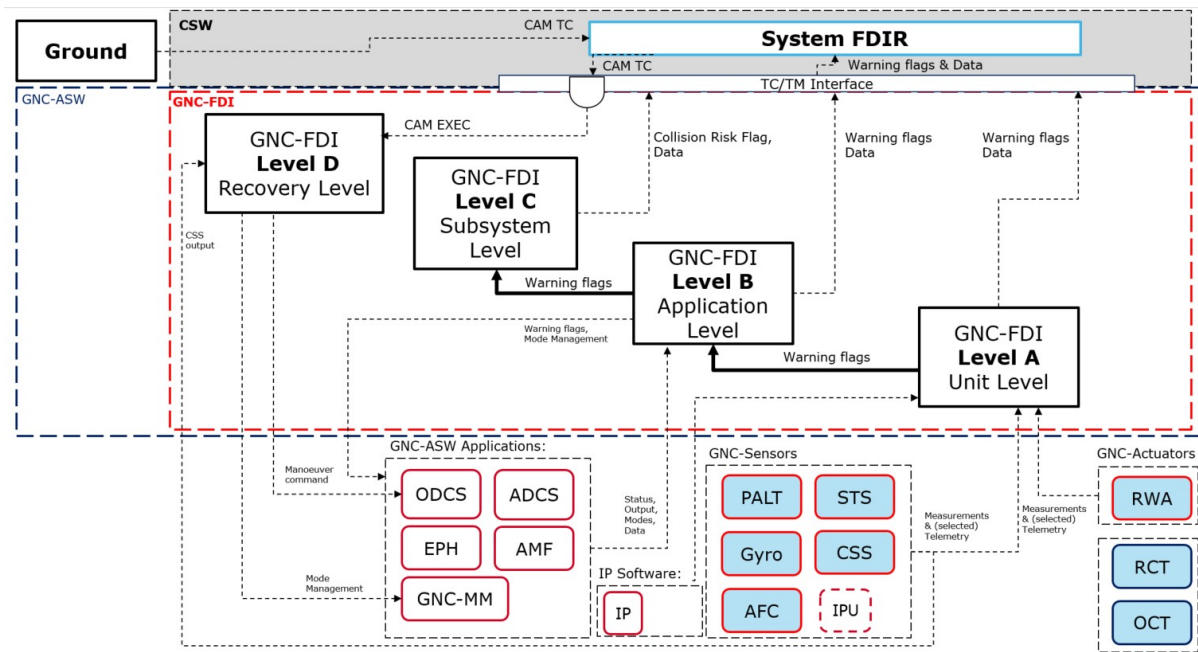 Ground
CSW
CAM TC
System FDIR
CAM TC
Warning flags & Data
TC/TM Interface
GNC-ASW
GNC-FDI
CAM EXEC
GNC-FDI
Level D
Recovery Level
Collision Risk Flag,
Data
Warning flags
Data
Warning flags
Data
GNC-FDI
Level C
Subsystem
Level
CSS
output
GNC-FDI
Level B
Application
Level
Warning flags
GNC-FDI
Level A
Unit Level
Warning flags,
Mode Management
Warning flags
GNC-ASW Applications:
GNC-Sensors
GNC-Actuators
Manoeuver
command
ODCS
ADCS
EPH
AMF
GNC-MM
Mode
Management
Status,
Output,
Modes,
Data
IP Software:
IP
PALT
STS
Gyro
CSS
AFC
IPU
Measurements
& (selected)
Telemetry
Measurements
& (selected)
Telemetry
RWA
RCT
OCT